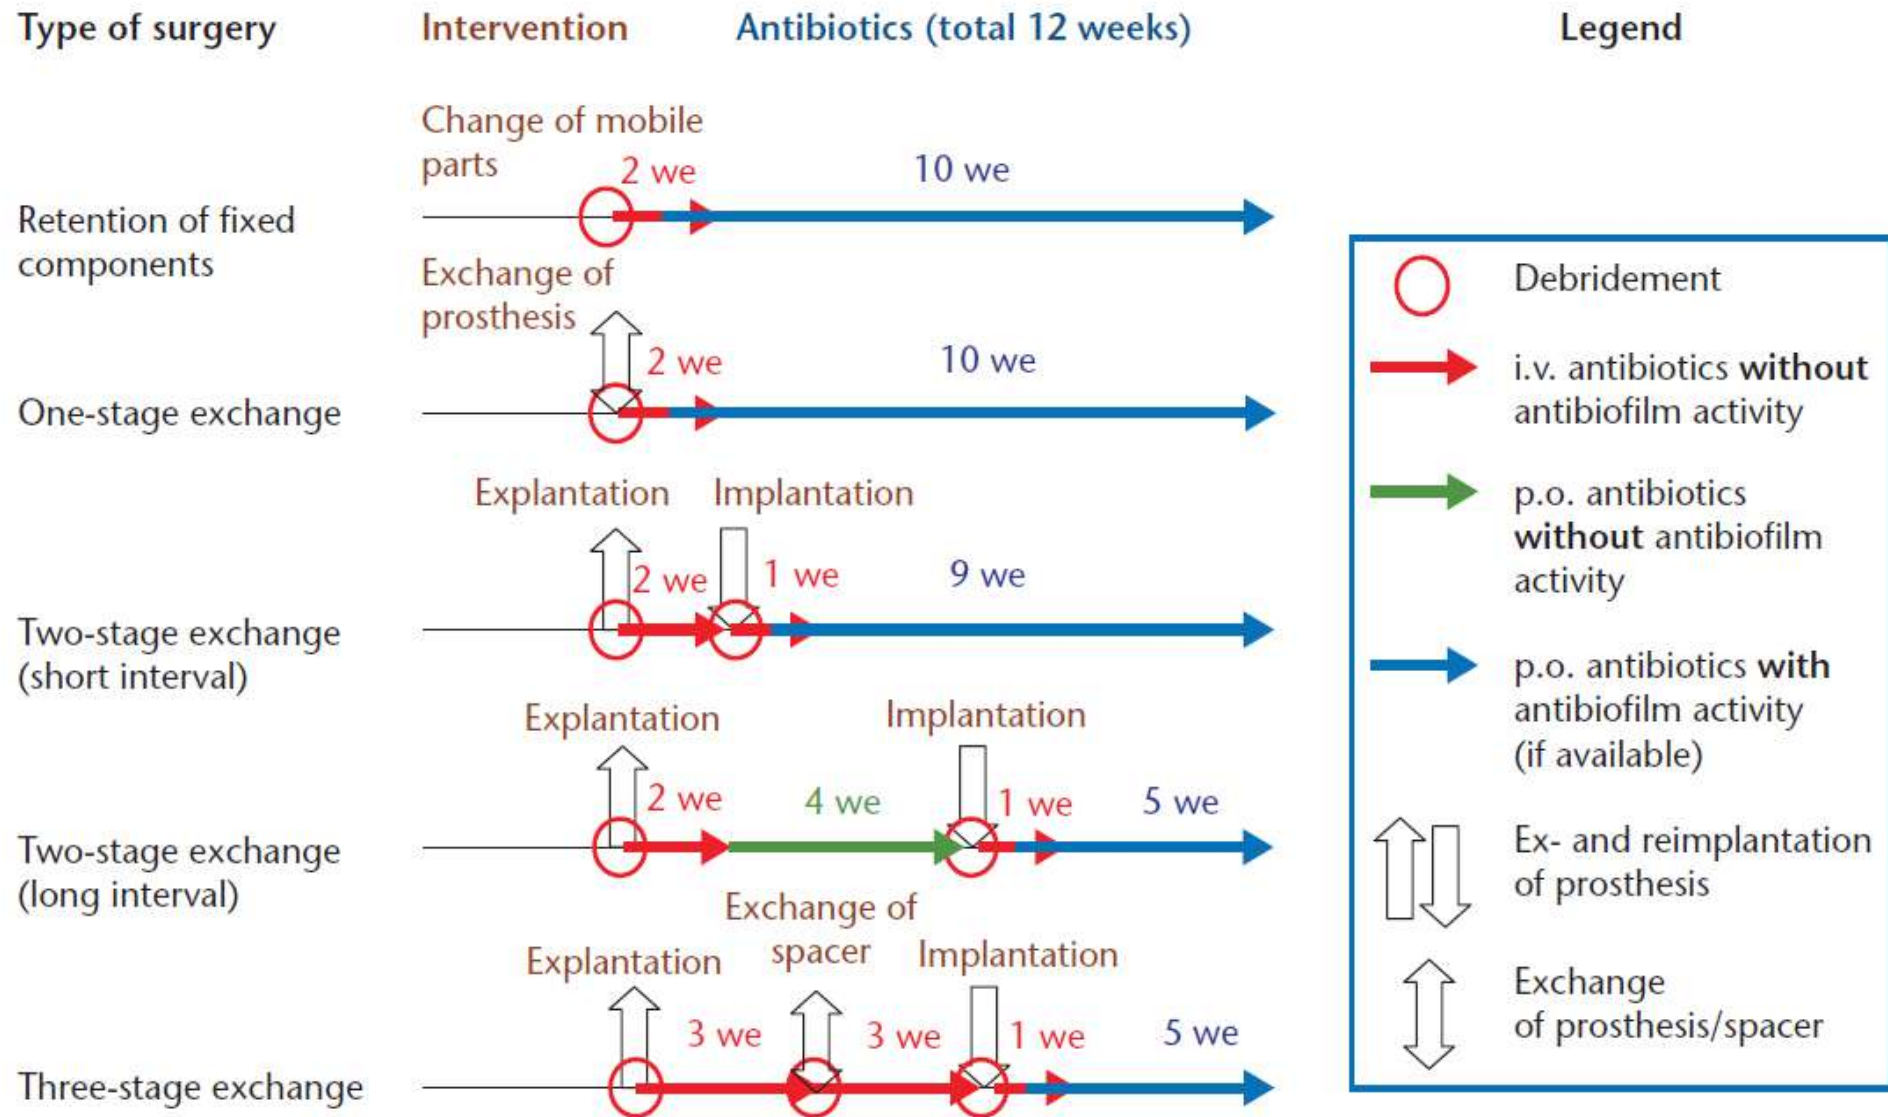 Type of surgery
Intervention
Antibiotics (total 12 weeks)
Legend
Change of mobile
parts
2 we
10 we
Retention of fixed
components
Exchange of
prosthesis
2 we
10 we
One-stage exchange
Explantation
Implantation
2 we
1 we
9 we
Two-stage exchange
(short interval)
Explantation
Implantation
2 we
4 we
1 we
5 we
Two-stage exchange
(long interval)
Exchange of
spacer
Explantation
Implantation
3 we
3 we
1 we
5 we
Three-stage exchange
Debridement
i.v. antibiotics without
antibiofilm activity
p.o. antibiotics
without antibiofilm
activity
p.o. antibiotics with
antibiofilm activity
(if available)
Ex- and reimplantation
of prosthesis
Exchange
of prosthesis/spacer